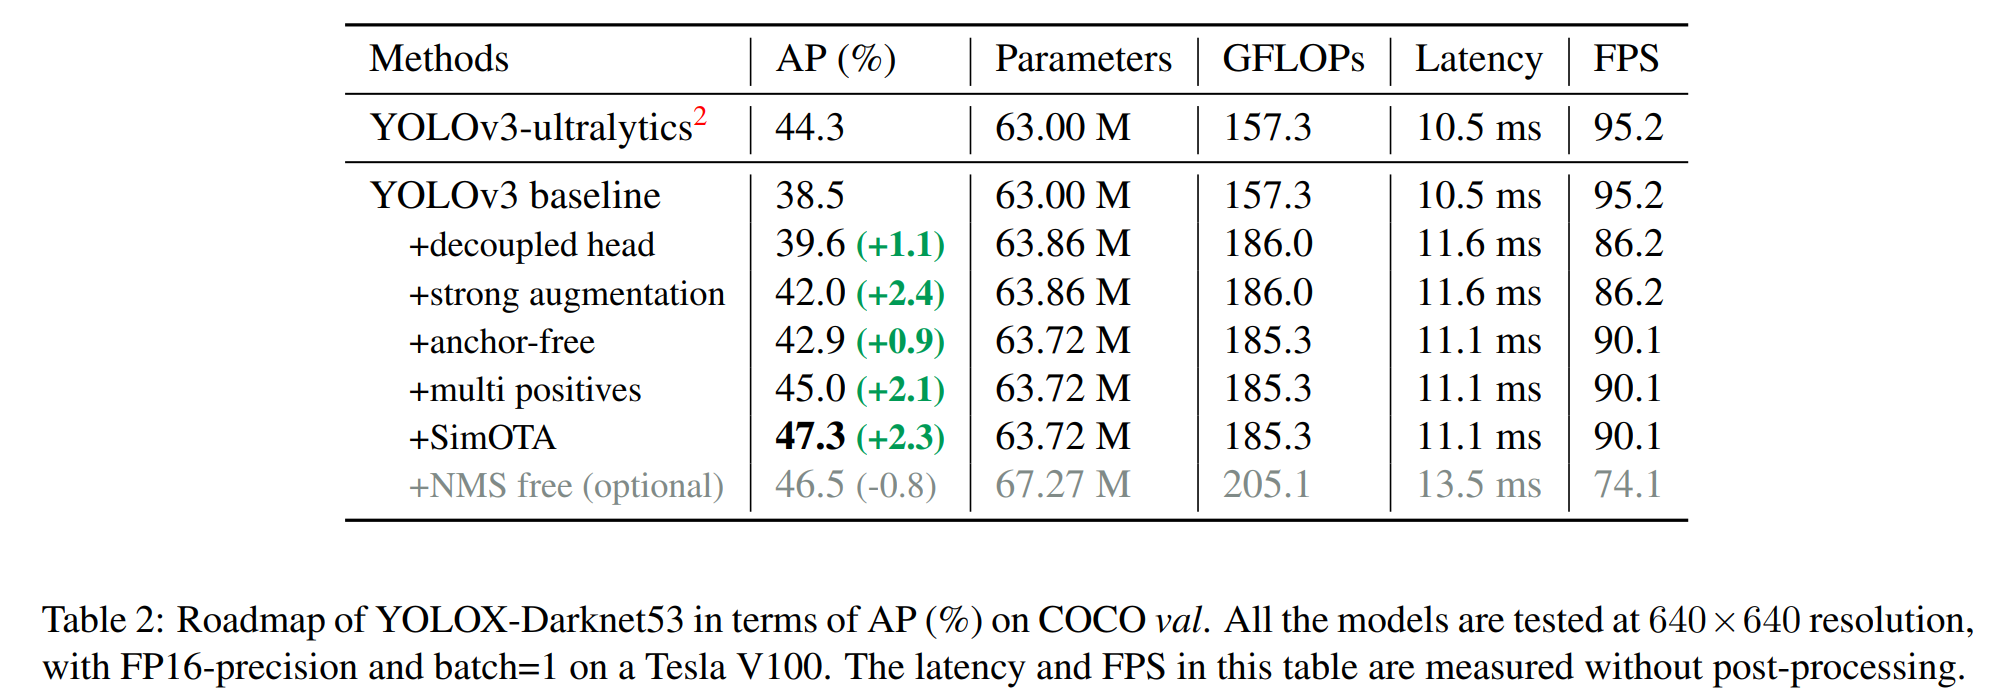 Methods AP (%) Parameters GFLOPs Latency FPS
YOLOv3-ultralytics2 44.3 63.00 M 157.3 10.5 ms 95.2
YOLOv3 baseline 38.5 63.00 M 157.3 10.5 ms 95.2
+decoupled head 39.6 (+1.1) 63.86 M 186.0 11.6 ms 86.2
+strong augmentation 42.0 (+2.4) 63.86 M 186.0 11.6 ms 86.2
+anchor-free 42.9 (+0.9) 63.72 M 185.3 11.1 ms 90.1
+multi positives 45.0 (+2.1) 63.72 M 185.3 11.1 ms 90.1
+SimOTA 47.3 (+2.3) 63.72 M 185.3 11.1 ms 90.1
+NMS free (optional) 46.5 (-0.8) 67.27 M 205.1 13.5 ms 74.1
Table 2: Roadmap of YOLOX-Darknet53 in terms of AP (%) on COCO val. All the models are tested at 640×640 resolution,
with FP16-precision and batch=1 on a Tesla V100. The latency and FPS in this table are measured without post-processing.